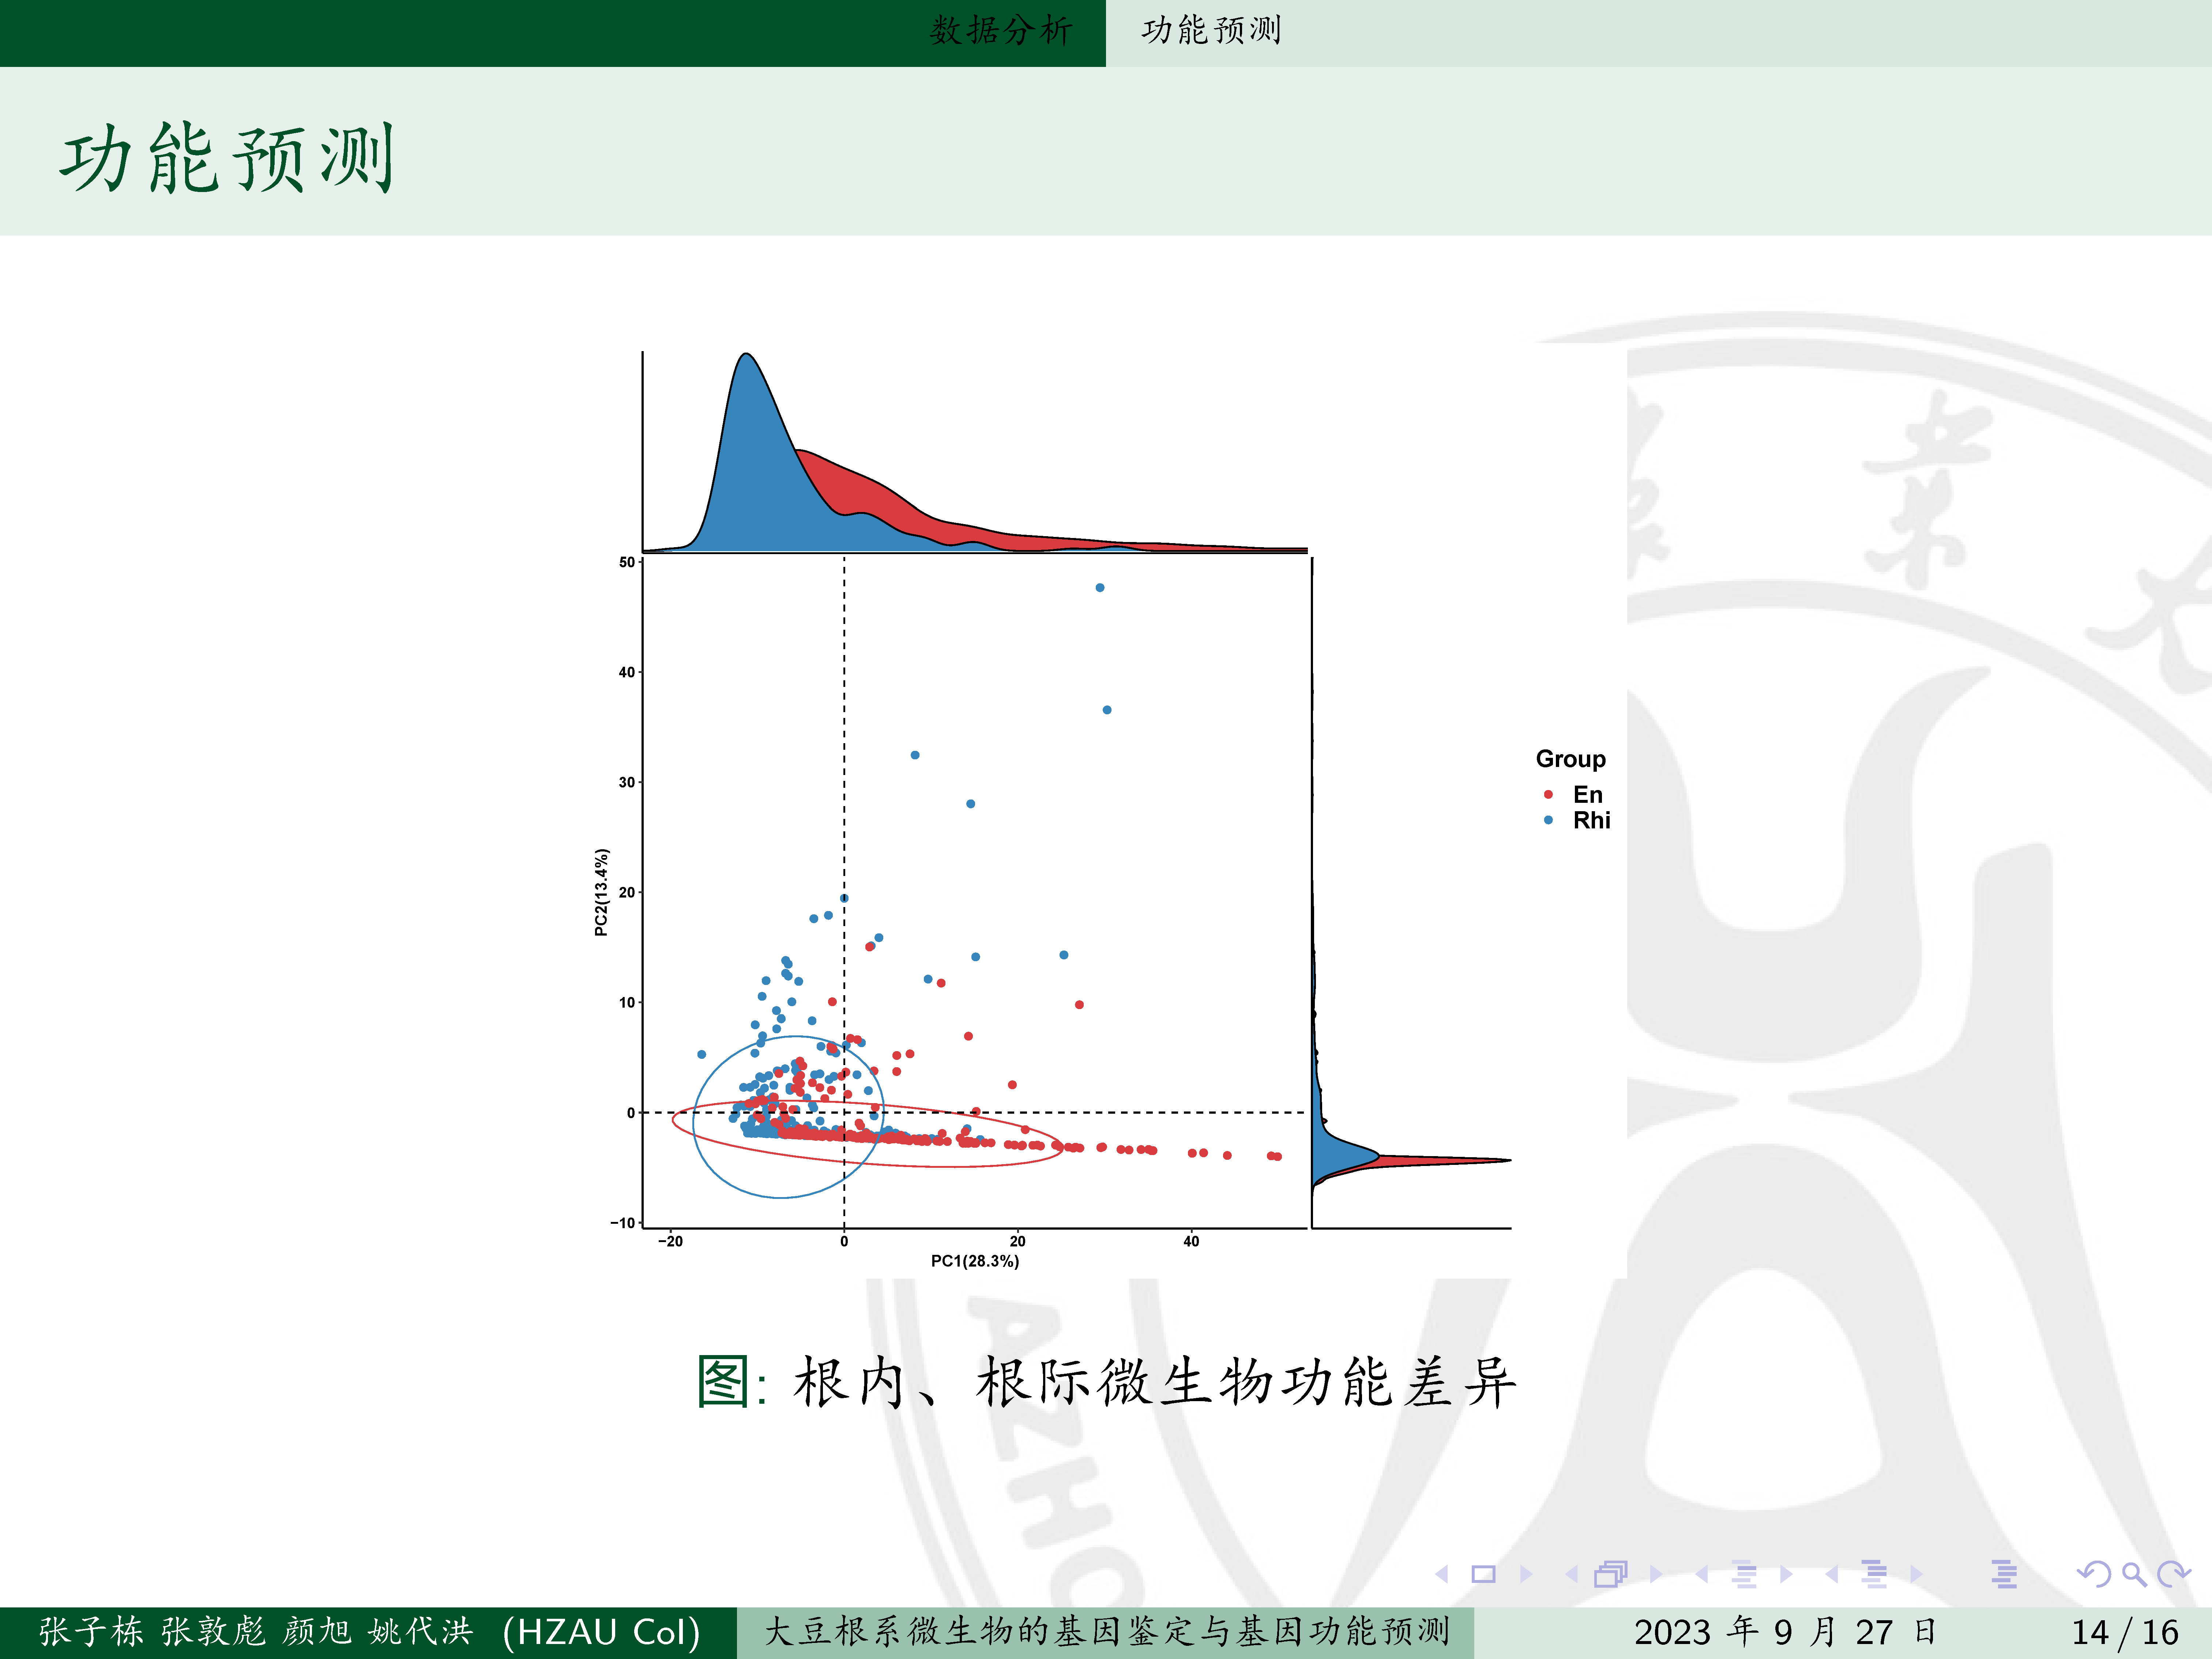 数据分析 功能预测
功能预测
50
40
30
20
10
0
−10
PC2(13.4%)
−20 0 20 40
PC1(28.3%)
Group
En
Rhi
图: 根内、根际微生物功能差异
AZHO
张子栋 张敦彪 颜旭 姚代洪 (HZAU Col) 大豆根系微生物的基因鉴定与基因功能预测 2023 年 9 月 27 日 14 / 16